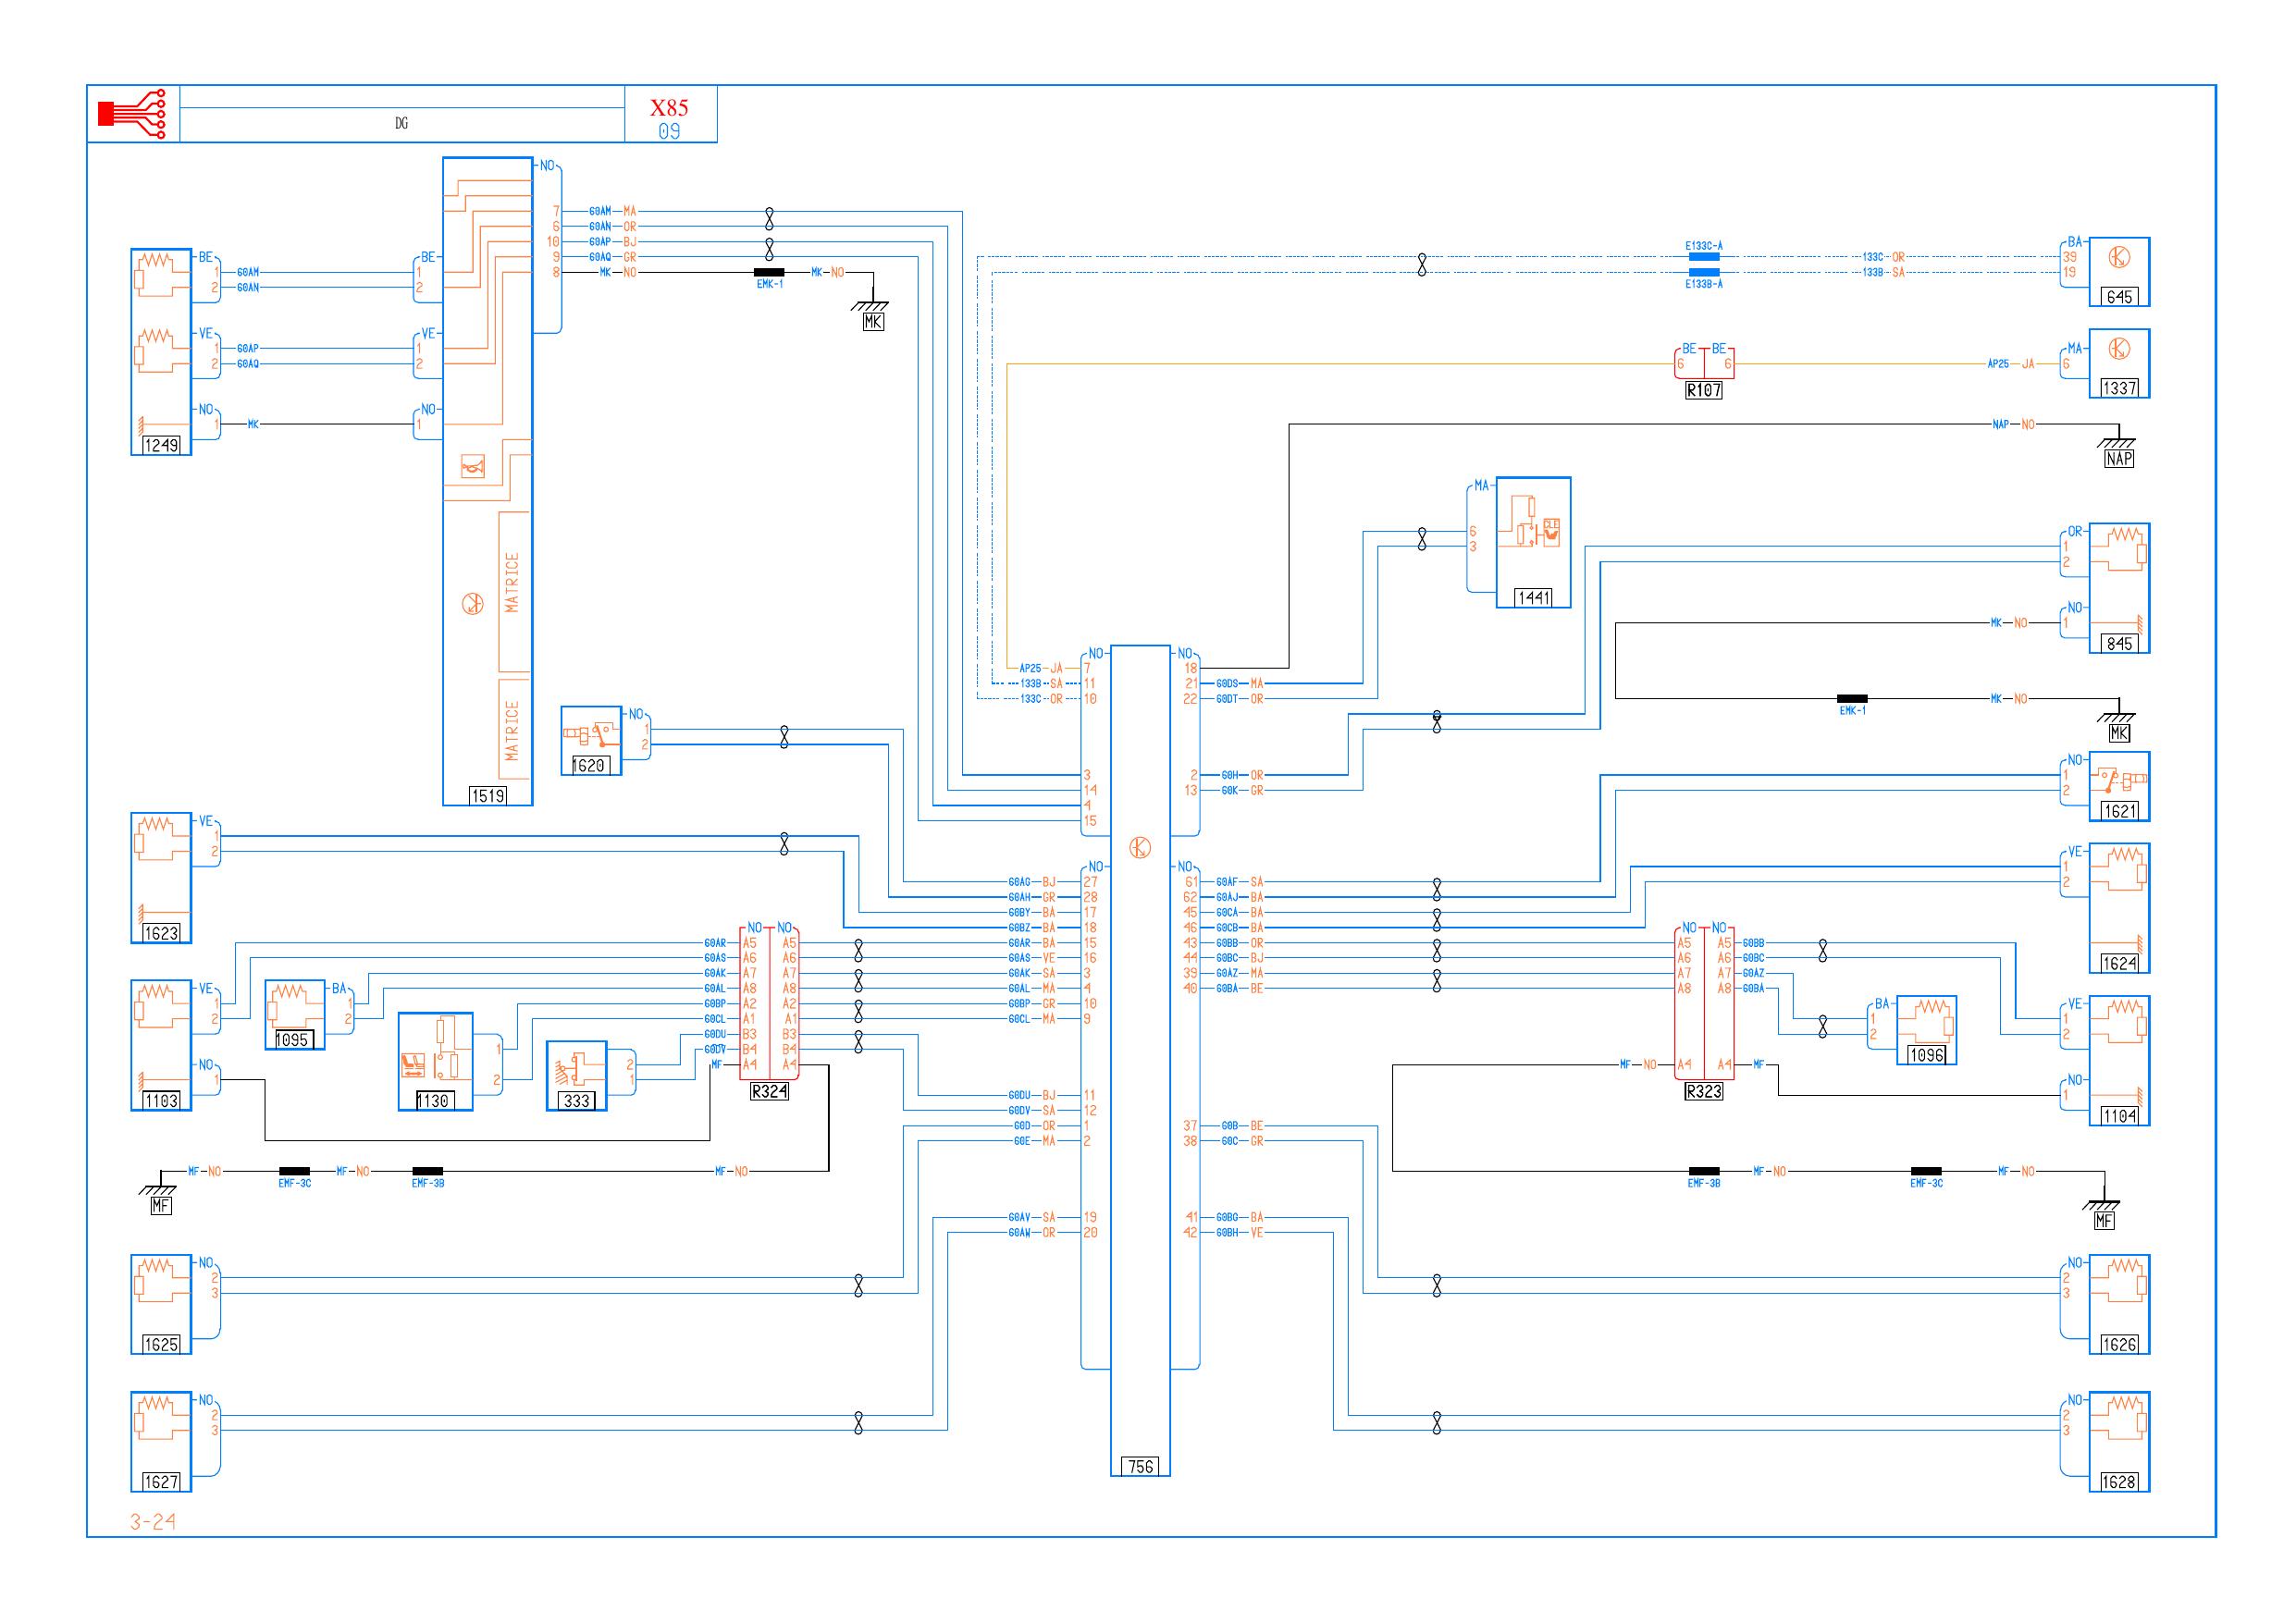 X85
DG
09
NO
7 60AM MA
6 60AN OR
10 60AP BJ
9 60AQ GR
8 MK NO EMK-1 MK NO
MK
BE BE
1 60AM 1
2 60AN 2
VE VE
1 60AP 1
2 60AQ 2
NO NO
1 MK 1
1249
MATRICE
MATRICE
1519
E133C-A 133C OR BA 39
E133B-A 133B SA 19
645
BE BE
6 6 AP25 JA MA 6
R107
1337
NAP NO
NAP
MA
6
3
CLE
1441
OR
1
2
NO
MK NO 1
845
EMK-1 MK NO
MK
NO NO
AP25 JA 7 18
133B SA 11 21 60DS MA
133C OR 10 22 60DT OR
NO
1
2
1620
3 2 60H OR
14 13 60K GR
4
15
NO
1
2
1621
VE
1
2
1623
VE
1
2
1624
NO NO
60AG BJ 27 61 60AF SA
60AH GR 28 62 60AJ BA
60BY BA 17 45 60CA BA
60BZ BA 18 46 60CB BA
60AR BA 15 43 60BB OR
60AS VE 16 44 60BC BJ
60AK SA 3 39 60AZ MA
60AL MA 4 40 60BA BE
60BP GR 10
60CL MA 9
NO NO
60AR A5 A5
60AS A6 A6
60AK A7 A7
60AL A8 A8
60BP A2 A2
60CL A1 A1
60DU B3 B3
60DV B4 B4
MF A4 A4
R324
VE
1
2
NO
1
1103
BA
1
2
1095
1
2
1130
2
1
333
NO NO
A5 A5 60BB
A6 A6 60BC
A7 A7 60AZ
A8 A8 60BA
MF NO A4 A4 MF
R323
BA
1
2
1096
VE
1
2
NO
1
1104
60DU BJ 11
60DV SA 12
60D OR 1 37 60B BE
60E MA 2 38 60C GR
MF NO EMF-3C MF NO EMF-3B MF NO
MF
EMF-3B MF NO EMF-3C MF NO
MF
60AV SA 19 41 60BG BA
60AW OR 20 42 60BH VE
NO
2
3
1625
NO
2
3
1626
NO
2
3
1627
NO
2
3
1628
756
3-24